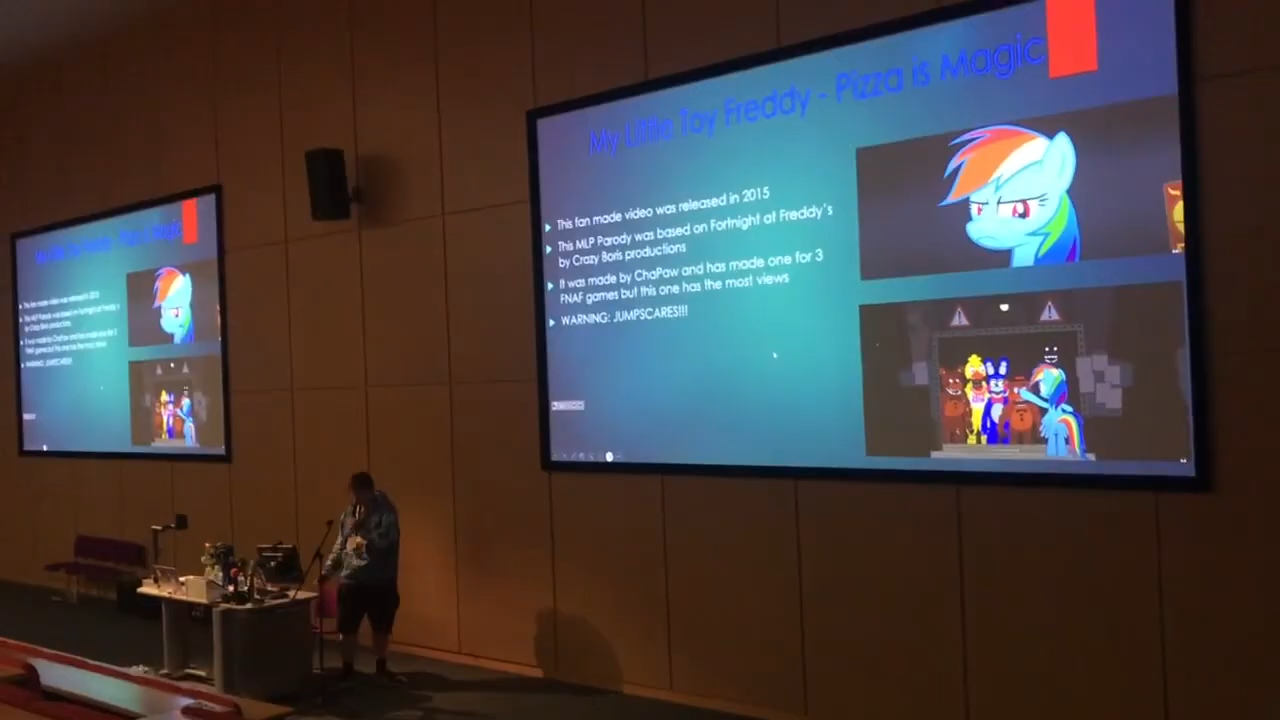 My Little Toy Freddy - Pizza is Magic
This fan made video was released in 2015
This MLP Parody was based on Fortnight at Freddy's
by Crazy Boris productions
It was made by ChaPaw and has made one for 3
FNAF games but this one has the most views
WARNING: JUMPSCARES!!!